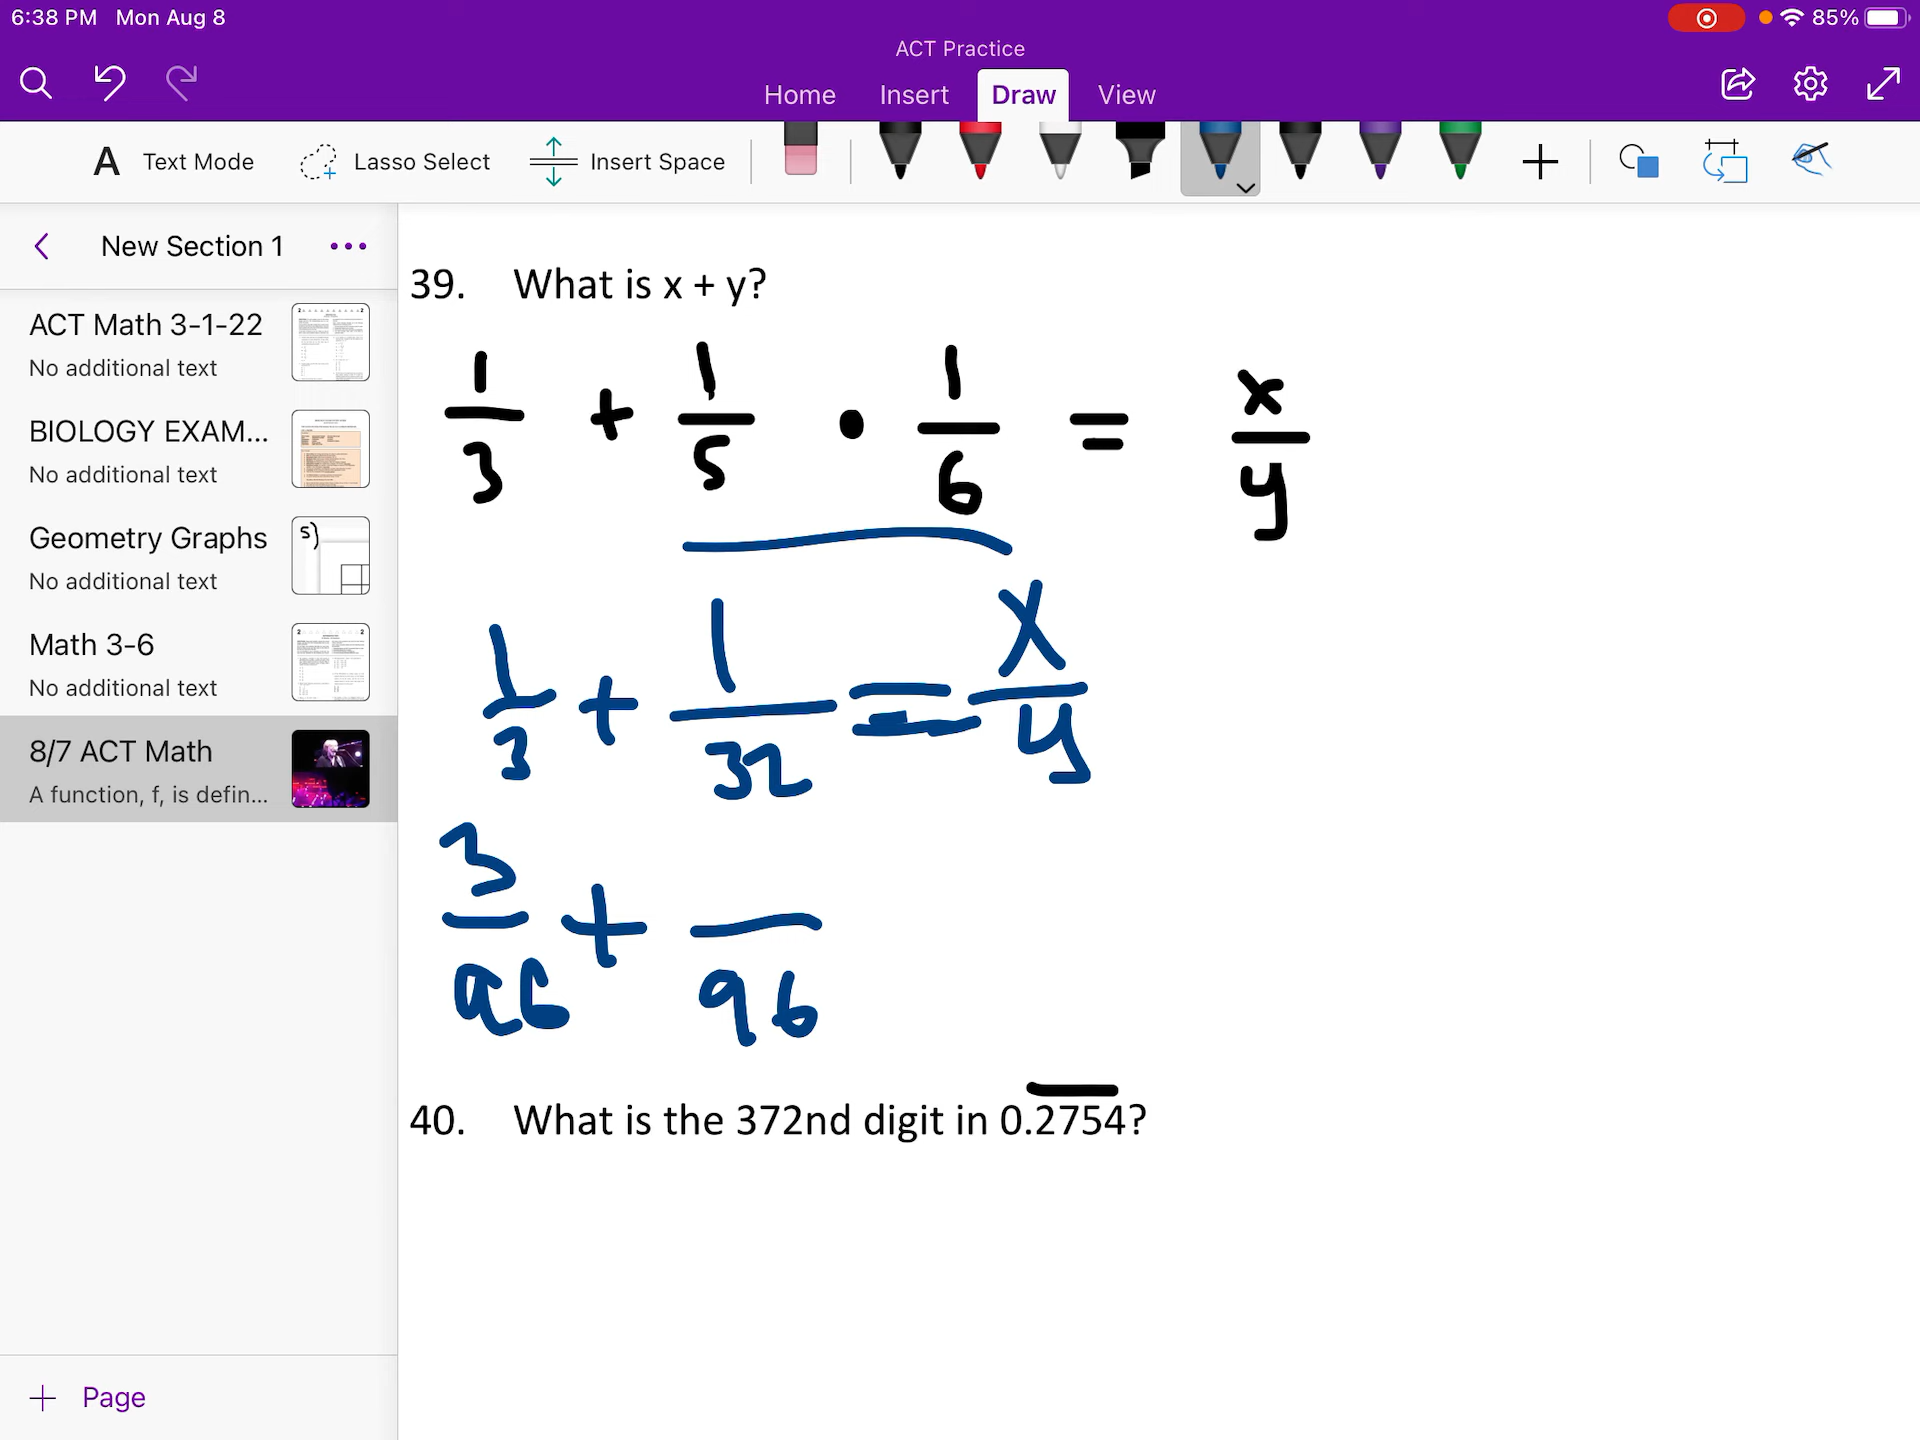 6:38 PM Mon Aug 8
85%
ACT Practice
Home Insert Draw View
A Text Mode Lasso Select Insert Space
New Section 1
ACT Math 3-1-22
No additional text
BIOLOGY EXAM...
No additional text
Geometry Graphs
No additional text
5)
Math 3-6
No additional text
8/7 ACT Math
A function, f, is defin...
+ Page
39. What is x + y?
1/3 + 1/5 • 1/6 = x/y
1/3 + 1/32 = x/y
3/96 + /96
40. What is the 372nd digit in 0.2754?